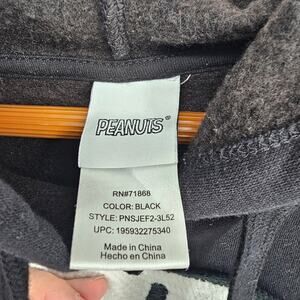 PEANUTS®
RN#71868
COLOR: BLACK
STYLE: PNSJEF2-3L52
UPC: 195932275340
Made in China
Hecho en China